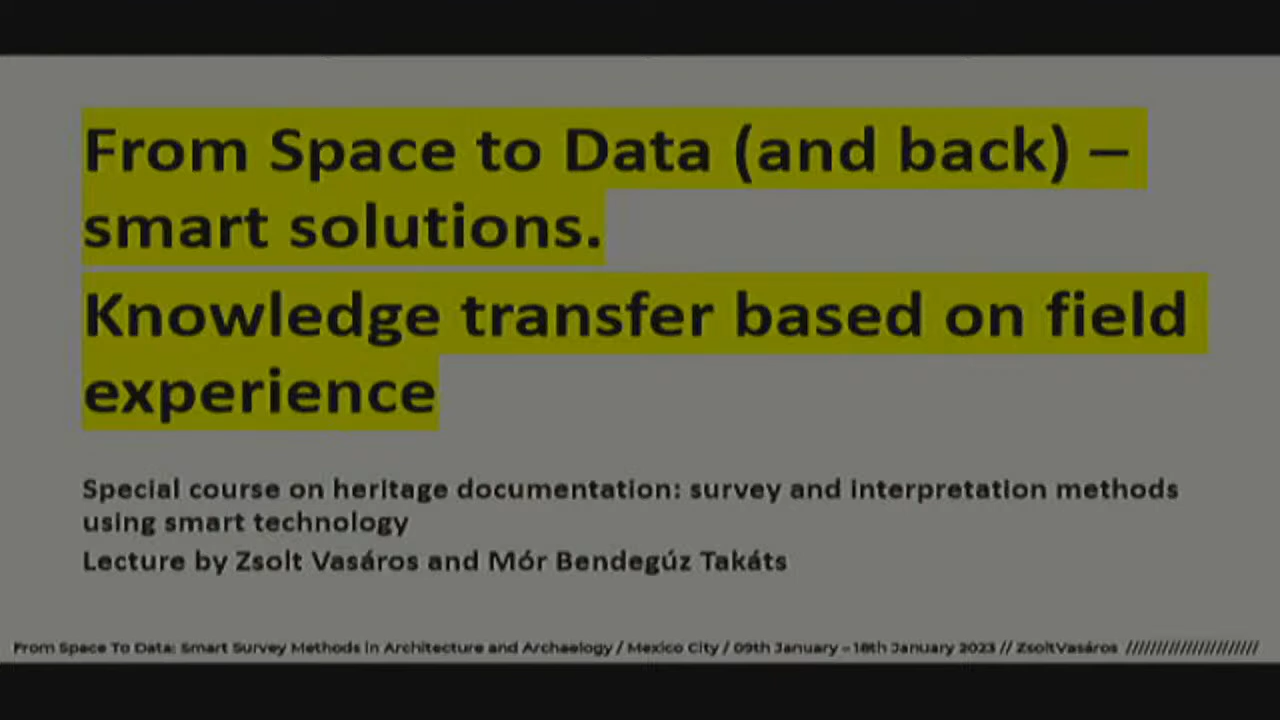 From Space to Data (and back) –
smart solutions.
Knowledge transfer based on field
experience
Special course on heritage documentation: survey and interpretation methods
using smart technology
Lecture by Zsolt Vasáros and Mór Bendegúz Takáts
From Space To Data: Smart Survey Methods in Architecture and Archaelogy / Mexico City / 09th January - 18th January 2023 // ZsoltVasáros //////////////////////